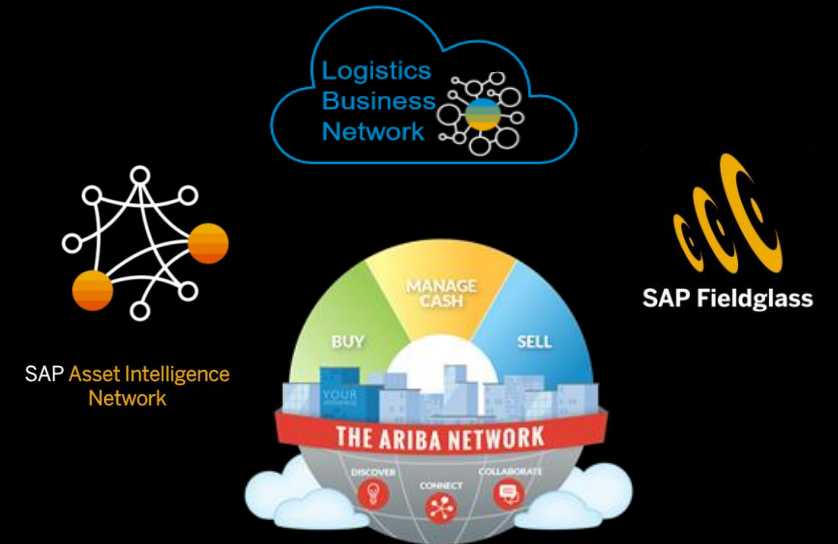 Logistics
Business
Network
SAP Fieldglass
SAP Asset Intelligence
Network
MANAGE
CASH
BUY
SELL
YOUR
THE ARIBA NETWORK
DISCOVER
CONNECT
COLLABORATE